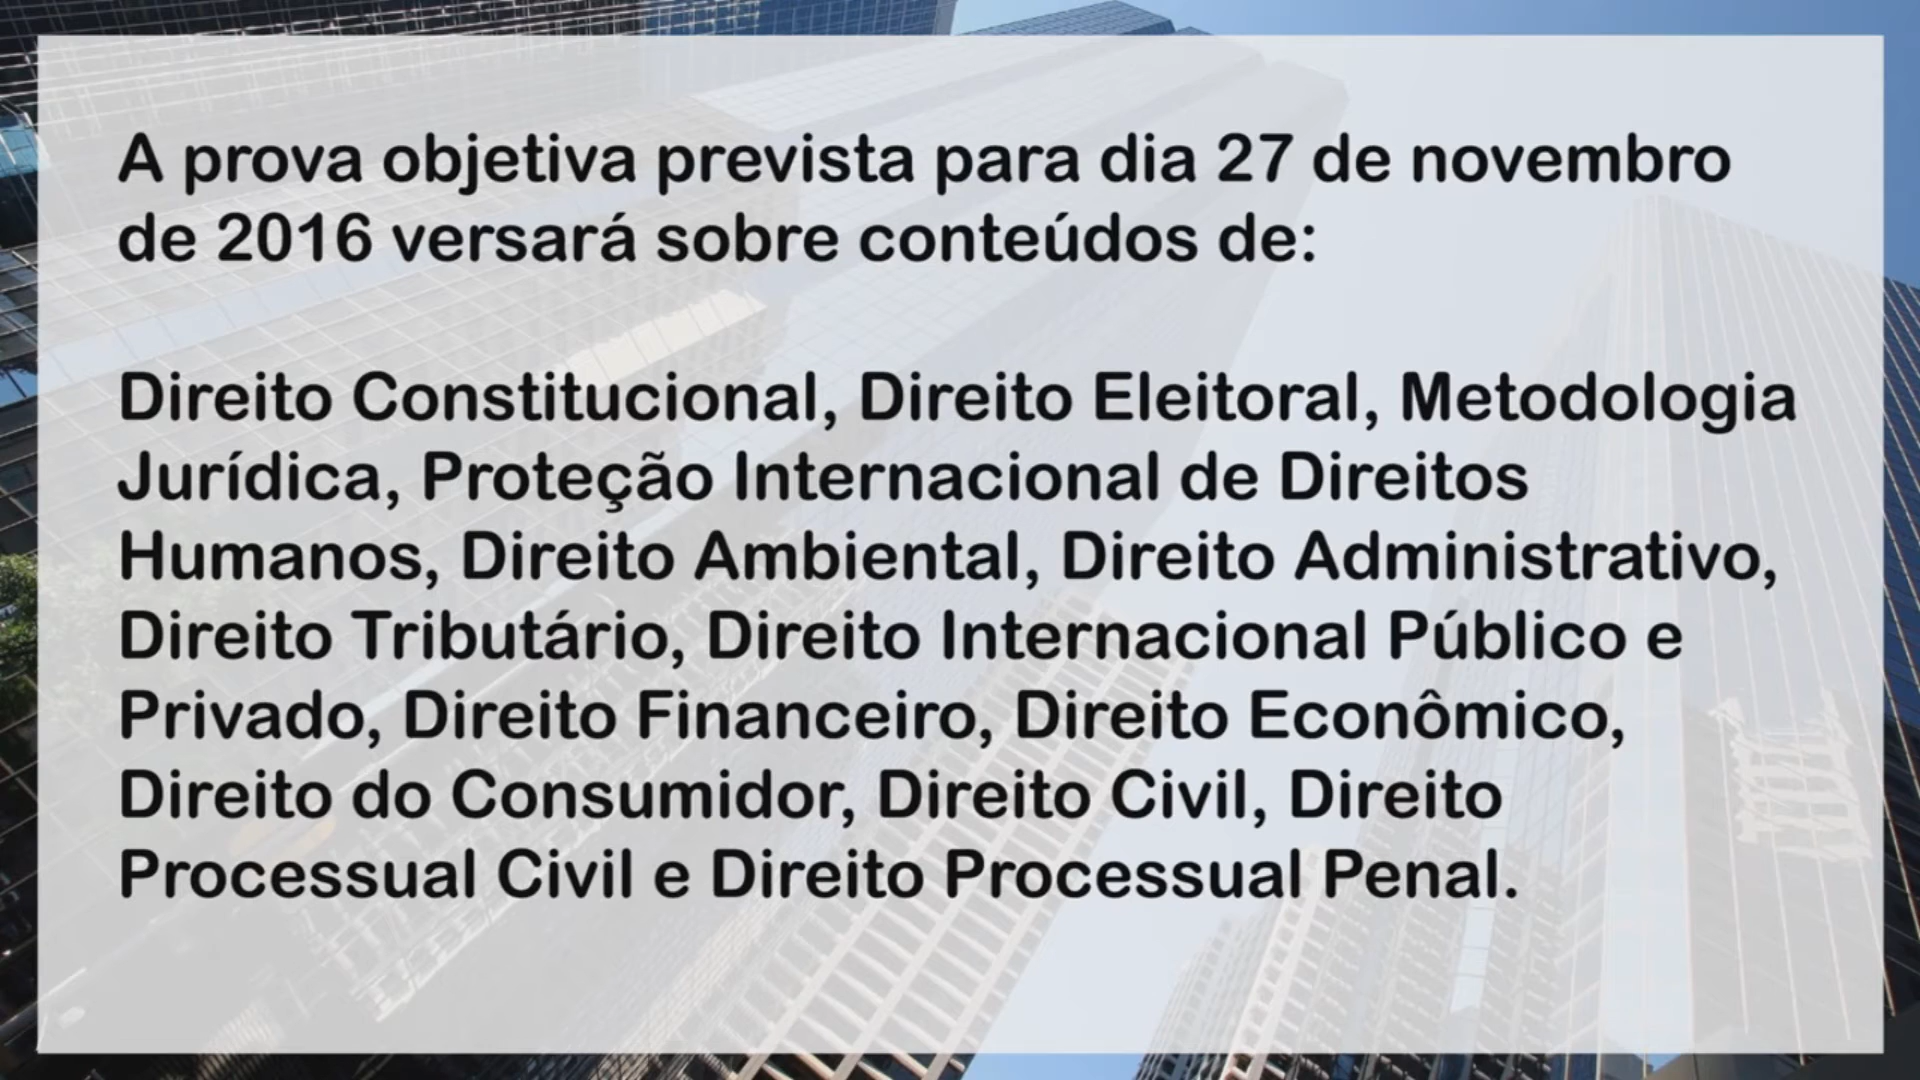 A prova objetiva prevista para dia 27 de novembro
de 2016 versará sobre conteúdos de:
Direito Constitucional, Direito Eleitoral, Metodologia
Jurídica, Proteção Internacional de Direitos
Humanos, Direito Ambiental, Direito Administrativo,
Direito Tributário, Direito Internacional Público e
Privado, Direito Financeiro, Direito Econômico,
Direito do Consumidor, Direito Civil, Direito
Processual Civil e Direito Processual Penal.